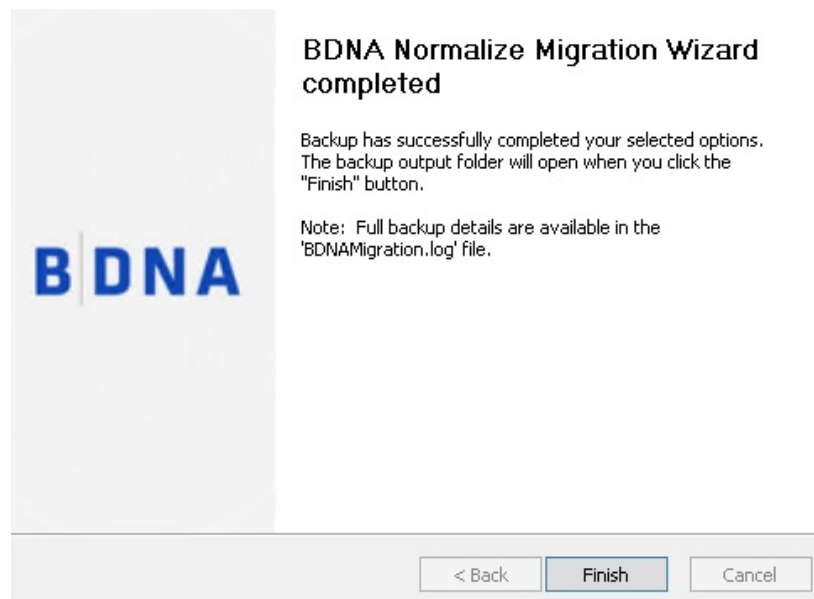 BDNA Normalize Migration Wizard
completed
Backup has successfully completed your selected options.
The backup output folder will open when you click the
"Finish" button.
Note:  Full backup details are available in the
'BDNAMigration.log' file.
B|DNA
< Back
Finish
Cancel